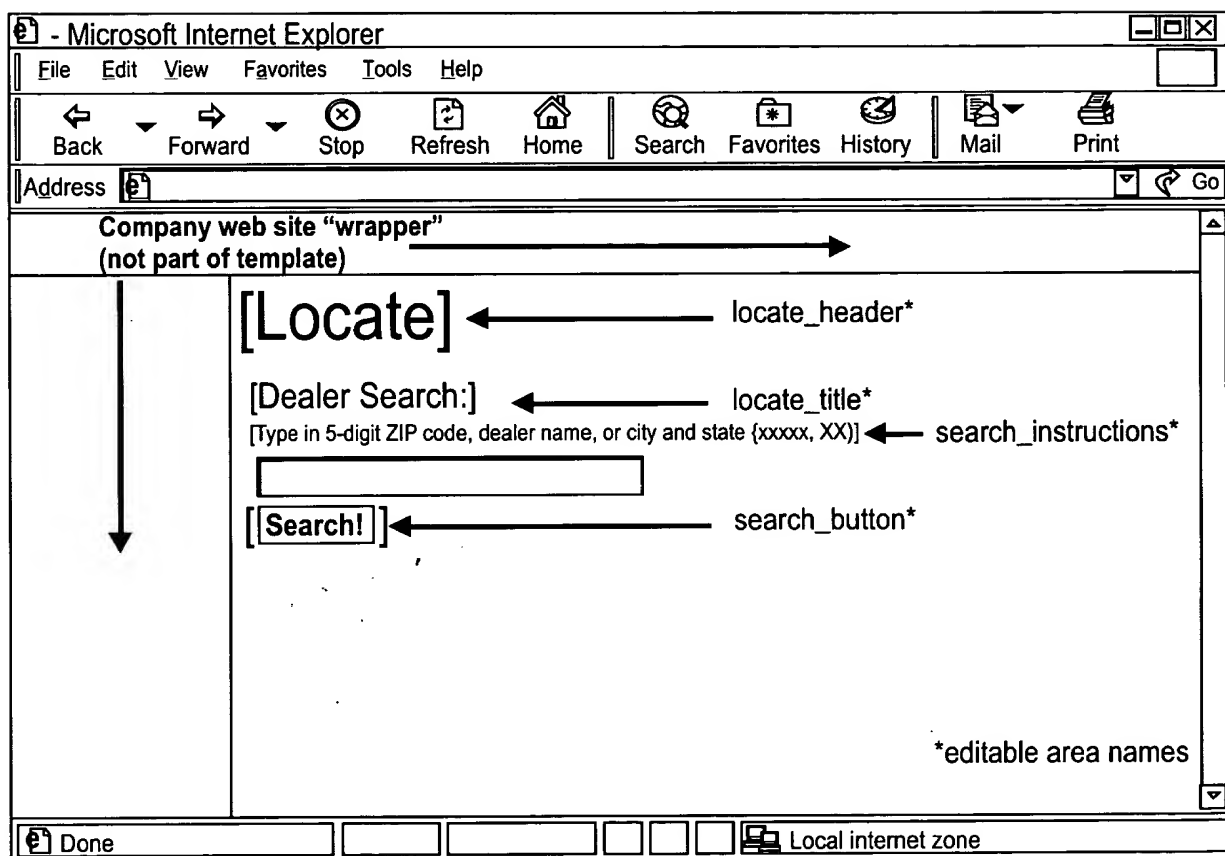 - Microsoft Internet Explorer
File Edit View Favorites Tools Help
Back Forward Stop Refresh Home Search Favorites History Mail Print
Address Go
Company web site “wrapper”
(not part of template)
[Locate] locate_header*
[Dealer Search:] locate_title*
[Type in 5-digit ZIP code, dealer name, or city and state {xxxxx, XX)] search_instructions*
[Search! ] search_button*
*editable area names
Done Local internet zone